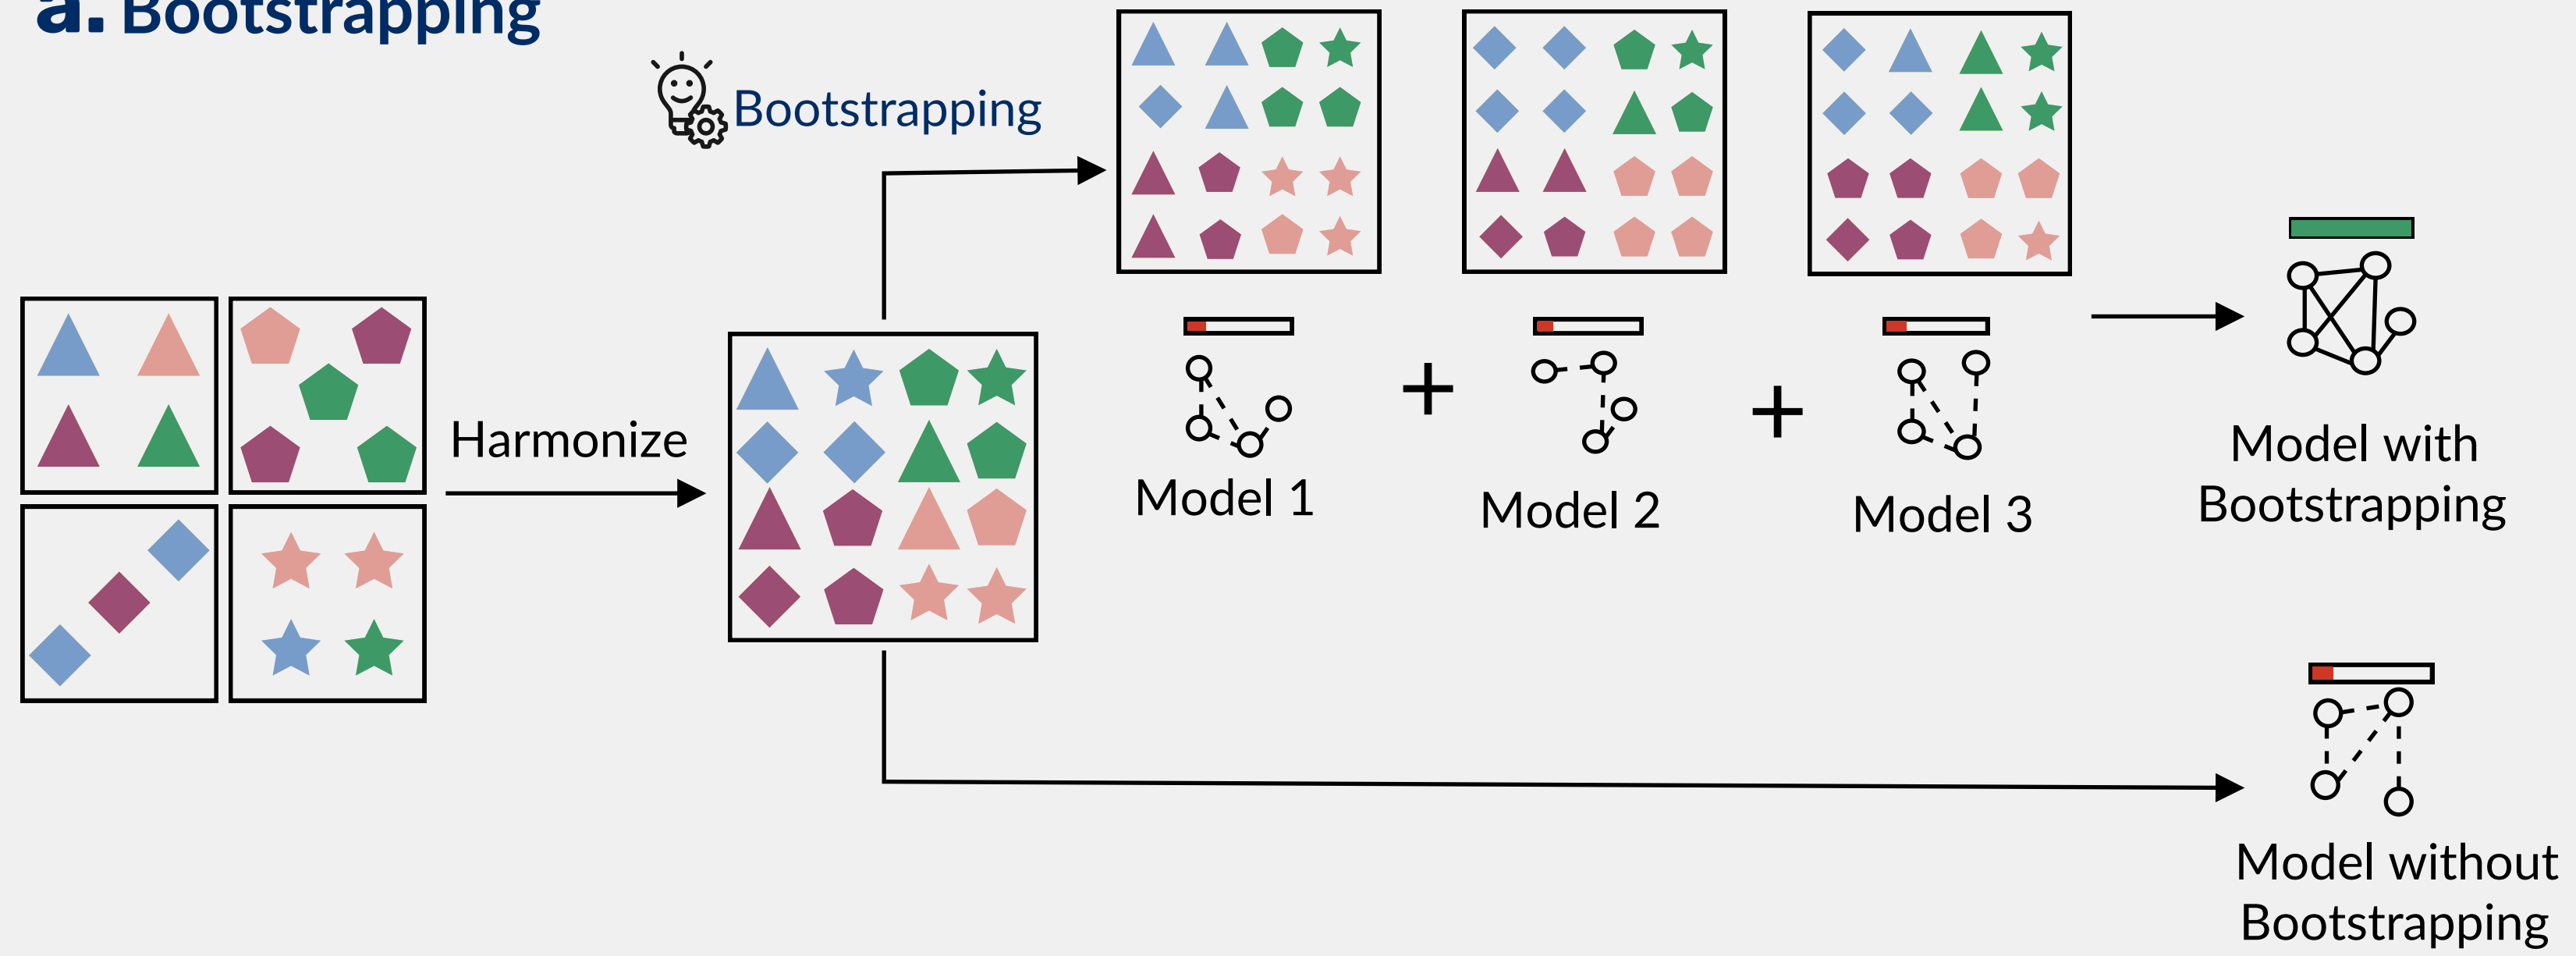 a. Bootstrapping
Bootstrapping
Harmonize
+
+
Model 1
Model 2
Model 3
Model with
Bootstrapping
Model without
Bootstrapping